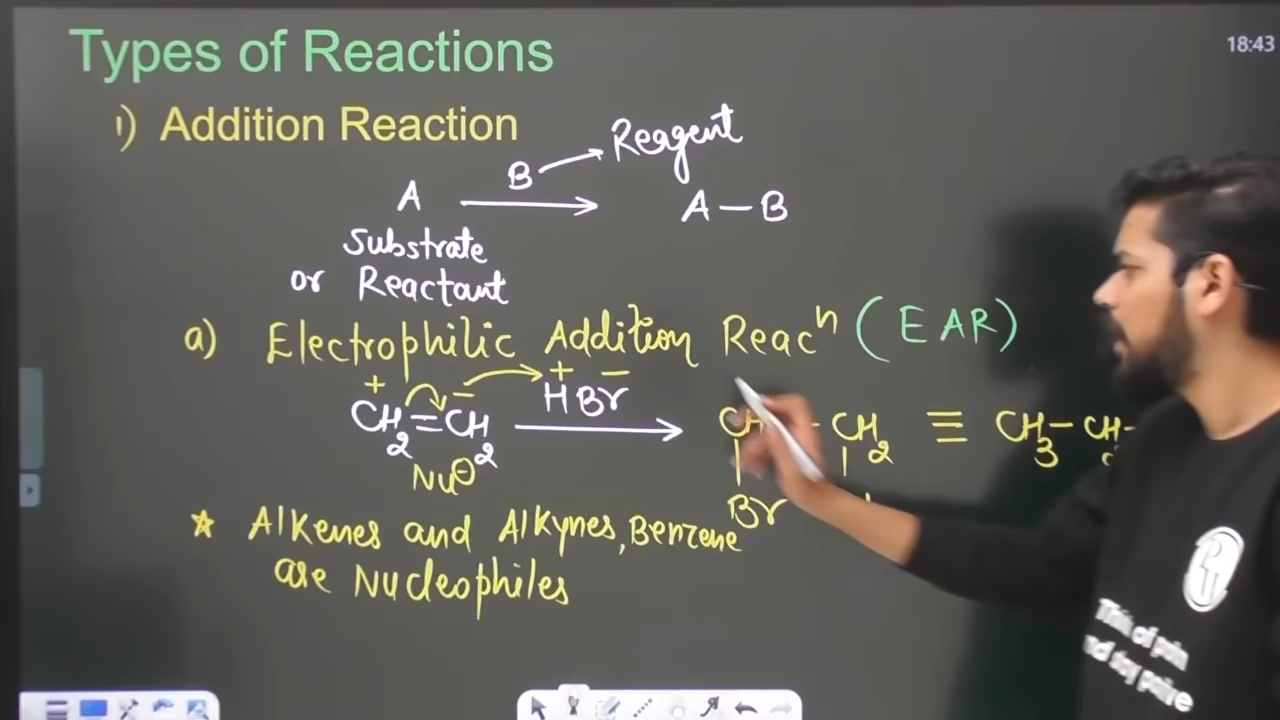 Types of Reactions
18:43
1) Addition Reaction
B → Reagent
A ⟶ A – B
Substrate
or Reactant
a) Electrophilic Addition Reacⁿ (EAR)
+ – + –
CH₂=CH₂ HBr ⟶ CH – CH₂ ≡ CH₃–CH–
Nu⊖
Br
★ Alkenes and Alkynes, Benzene
are Nucleophiles